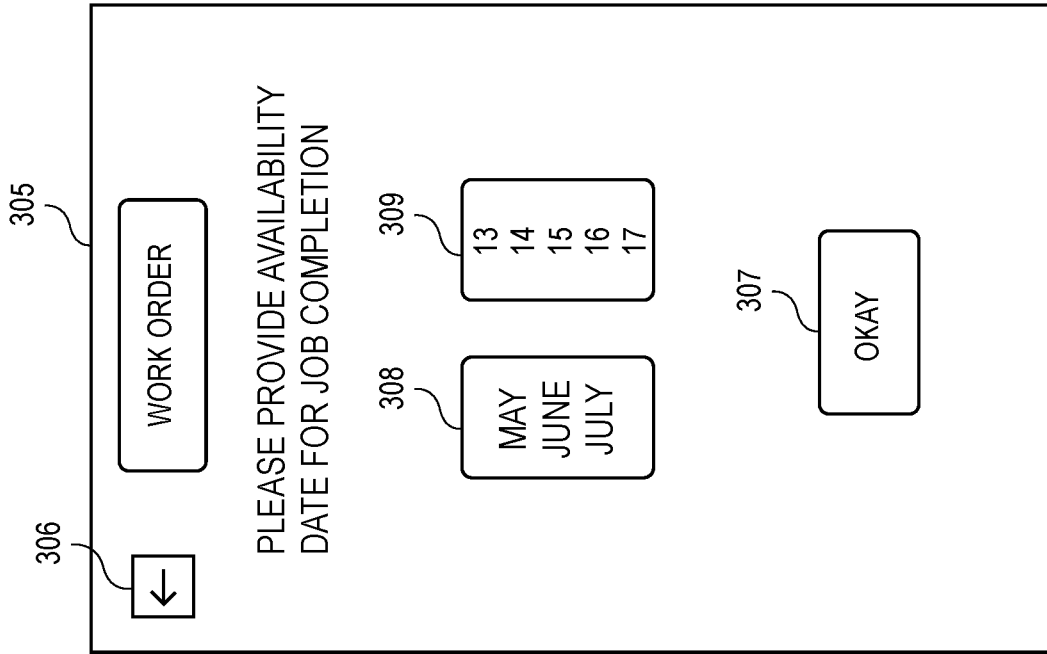 305
306
WORK ORDER
PLEASE PROVIDE AVAILABILITY
DATE FOR JOB COMPLETION
308
309
MAY
JUNE
JULY
13
14
15
16
17
307
OKAY